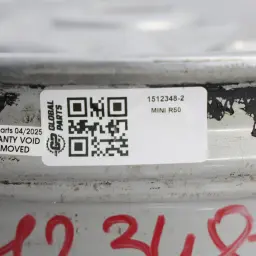 arts 04/2025
ANTY VOID
MOVED
GLOBAL
PARTS
1512348-2
MINI R50
12348